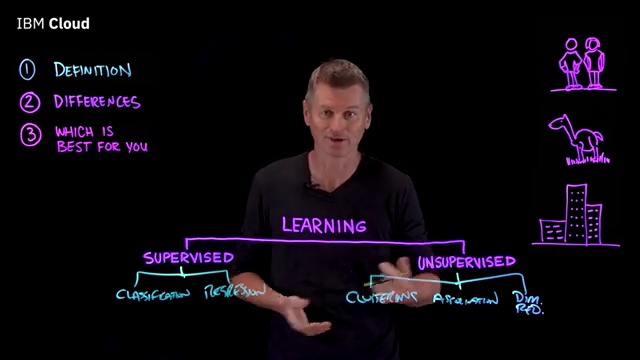 IBM Cloud
1 DEFINITION
2 DIFFERENCES
3 WHICH IS
BEST FOR YOU
LEARNING
SUPERVISED
UNSUPERVISED
CLASSIFICATION REGRESSION
CLUSTERING ASSOCIATION DIM.
RED.